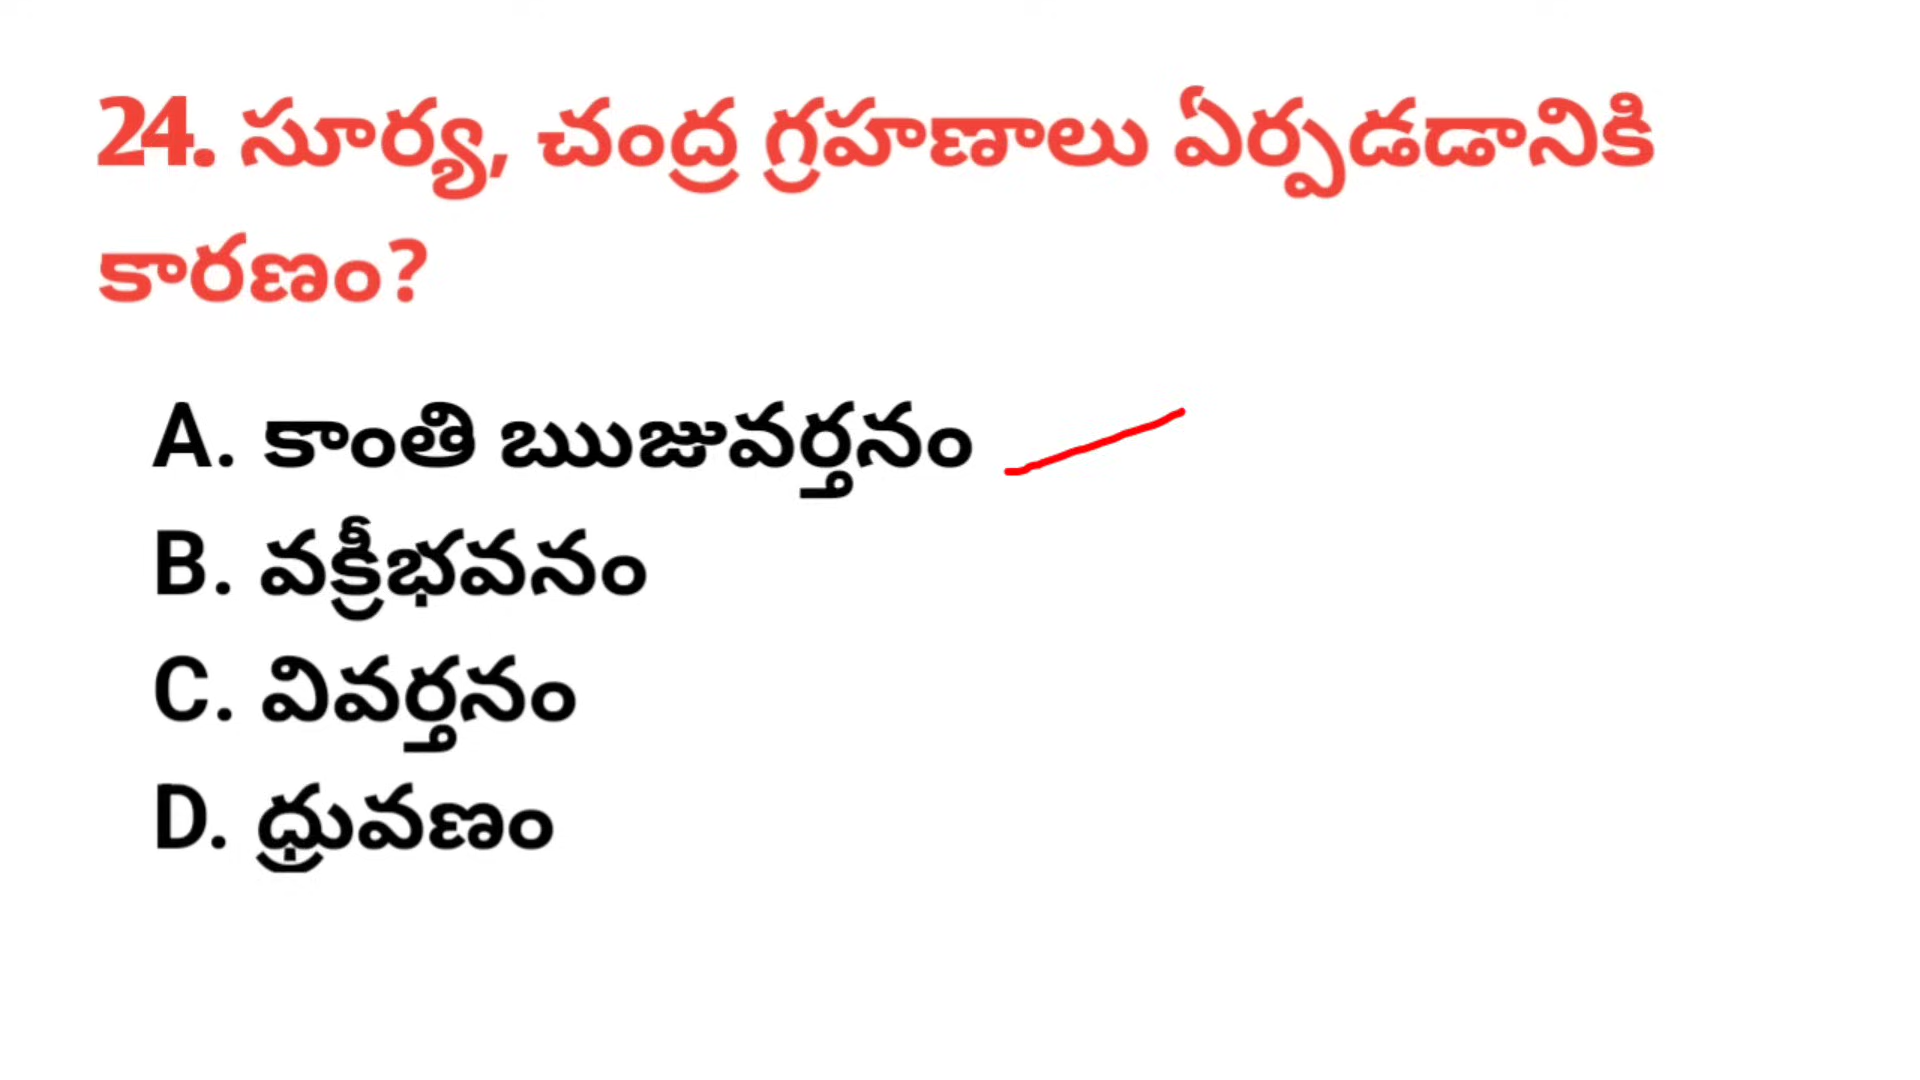 24. సూర్య, చంద్ర గ్రహణాలు ఏర్పడడానికి
కారణం?
A. కాంతి ఋజువర్తనం
B. వక్రీభవనం
C. వివర్తనం
D. ధ్రువణం